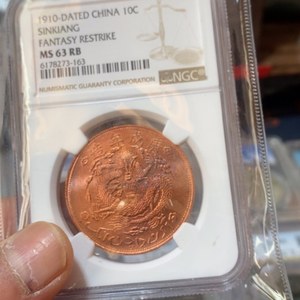 1910-DATED CHINA 10C
SINKIANG
FANTASY RESTRIKE
MS 63 RB
6178273-163
NUMISMATIC GUARANTY CORPORATION
NGC